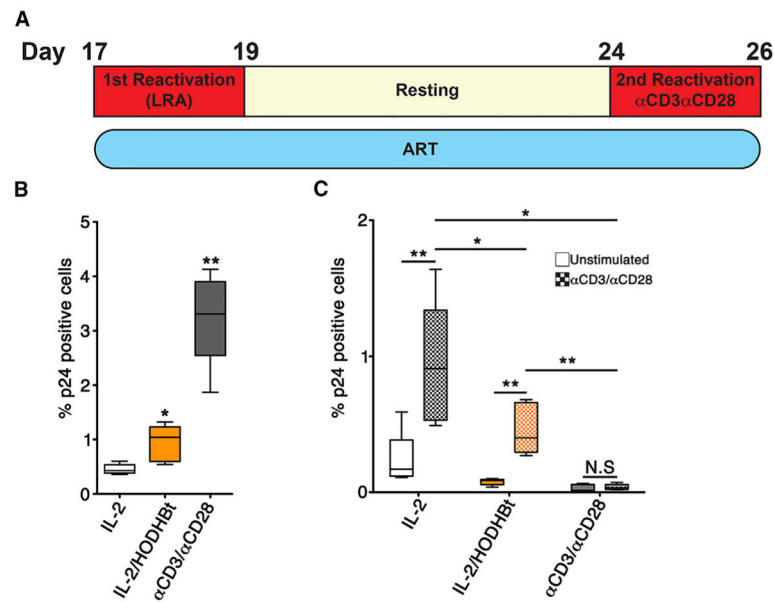 A
Day 17 19 24 26
1st Reactivation
(LRA)
Resting
2nd Reactivation
αCD3αCD28
ART
B
% p24 positive cells
5
4
3
2
1
0
*
**
IL-2
IL-2/HODHBt
αCD3/αCD28
C
% p24 positive cells
2
1
0
*
*
**
Unstimulated
αCD3/αCD28
**
**
N.S
IL-2
IL-2/HODHBt
αCD3/αCD28